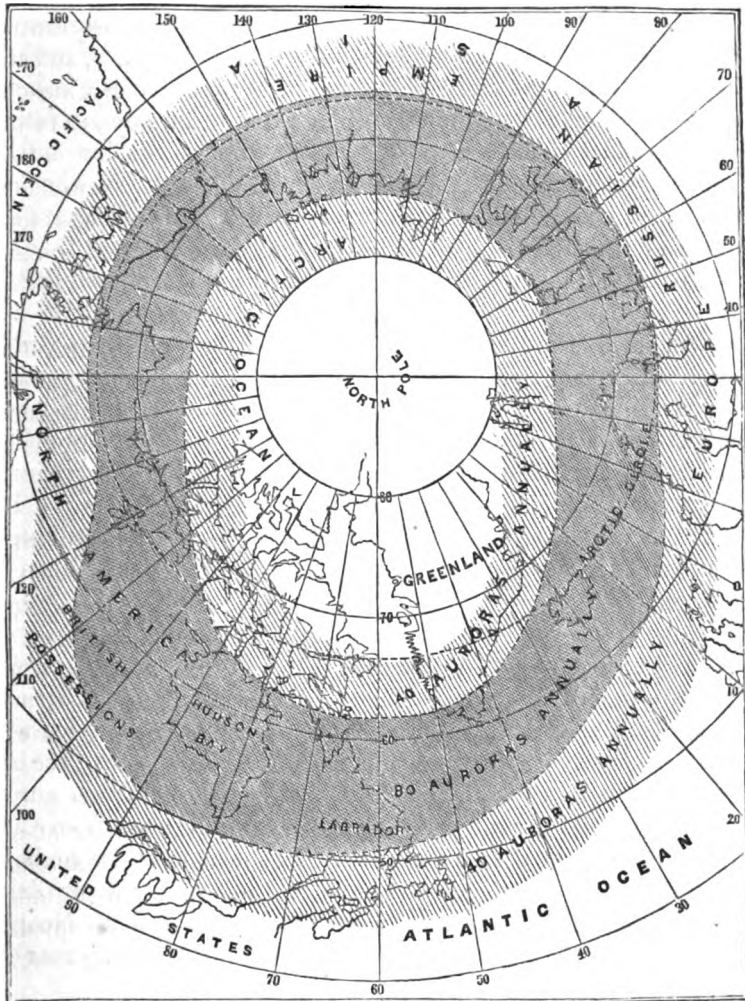 160
150
140
130
120
110
100
90
80
170
PACIFIC OCEAN
180
170
70
60
50
40
RUSSIAN
EUROPE
ARCTIC OCEAN
NORTH POLE
80
GREENLAND
70
60
50
ARCTIC CIRCLE
40 AURORAS ANNUALLY
80 AURORAS ANNUALLY
40 AURORAS ANNUALLY
NORTH AMERICA
BRITISH
POSSESSIONS
HUDSON
BAY
LABRADOR
120
110
100
90
80
70
60
50
40
30
20
10
0
UNITED STATES
ATLANTIC OCEAN